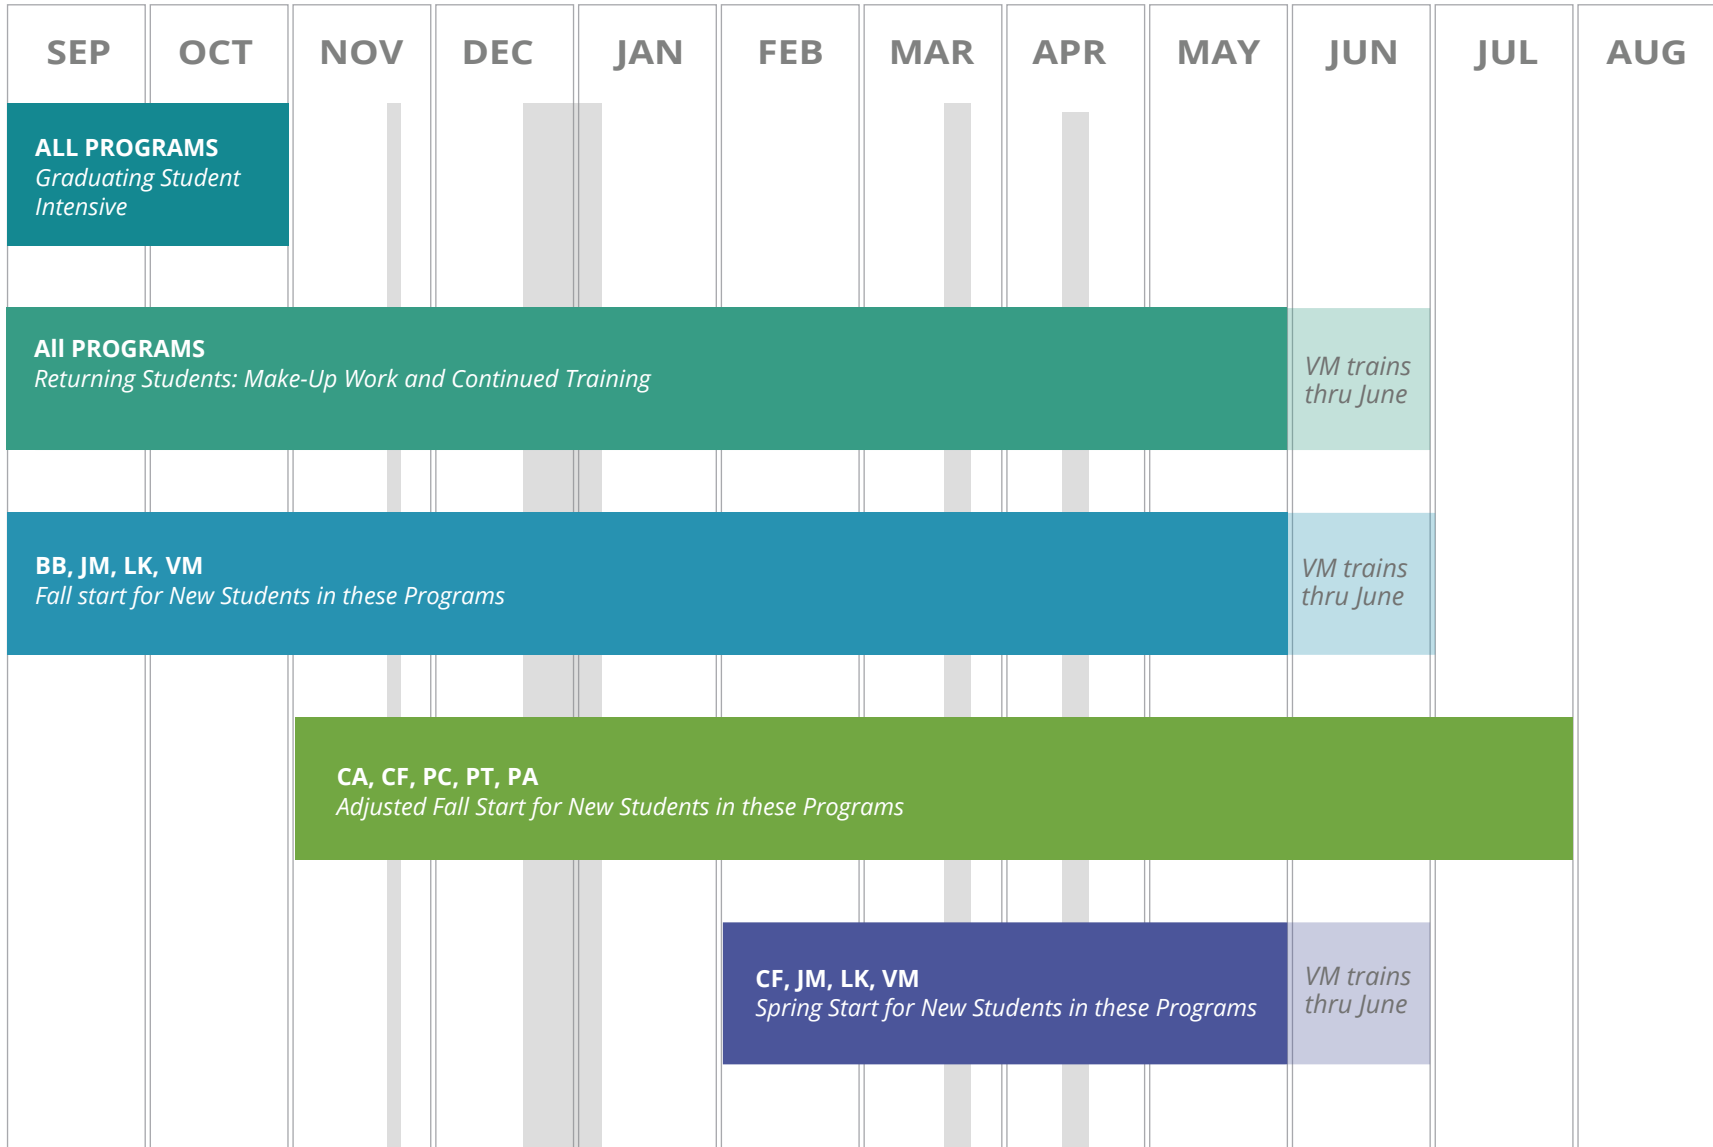 SEP OCT NOV DEC JAN FEB MAR APR MAY JUN JUL AUG
ALL PROGRAMS
Graduating Student
Intensive
All PROGRAMS
Returning Students: Make-Up Work and Continued Training
VM trains
thru June
BB, JM, LK, VM
Fall start for New Students in these Programs
VM trains
thru June
CA, CF, PC, PT, PA
Adjusted Fall Start for New Students in these Programs
CF, JM, LK, VM
Spring Start for New Students in these Programs
VM trains
thru June